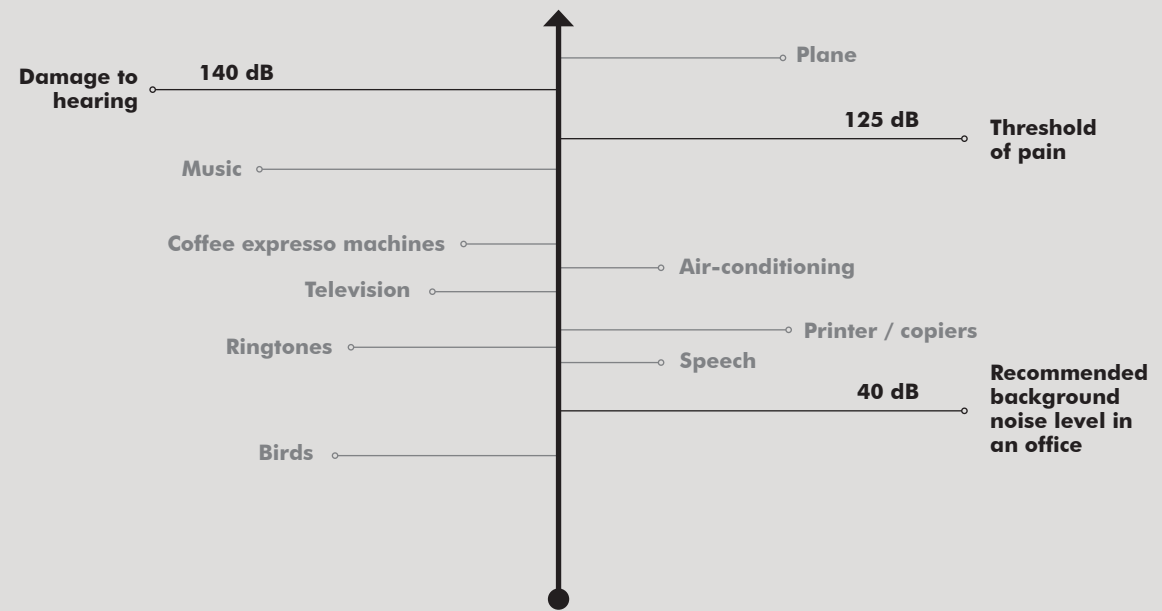 Plane
140 dB
Damage to
hearing
125 dB
Threshold
of pain
Music
Coffee expresso machines
Air-conditioning
Television
Printer / copiers
Ringtones
Speech
40 dB
Recommended
background
noise level in
an office
Birds